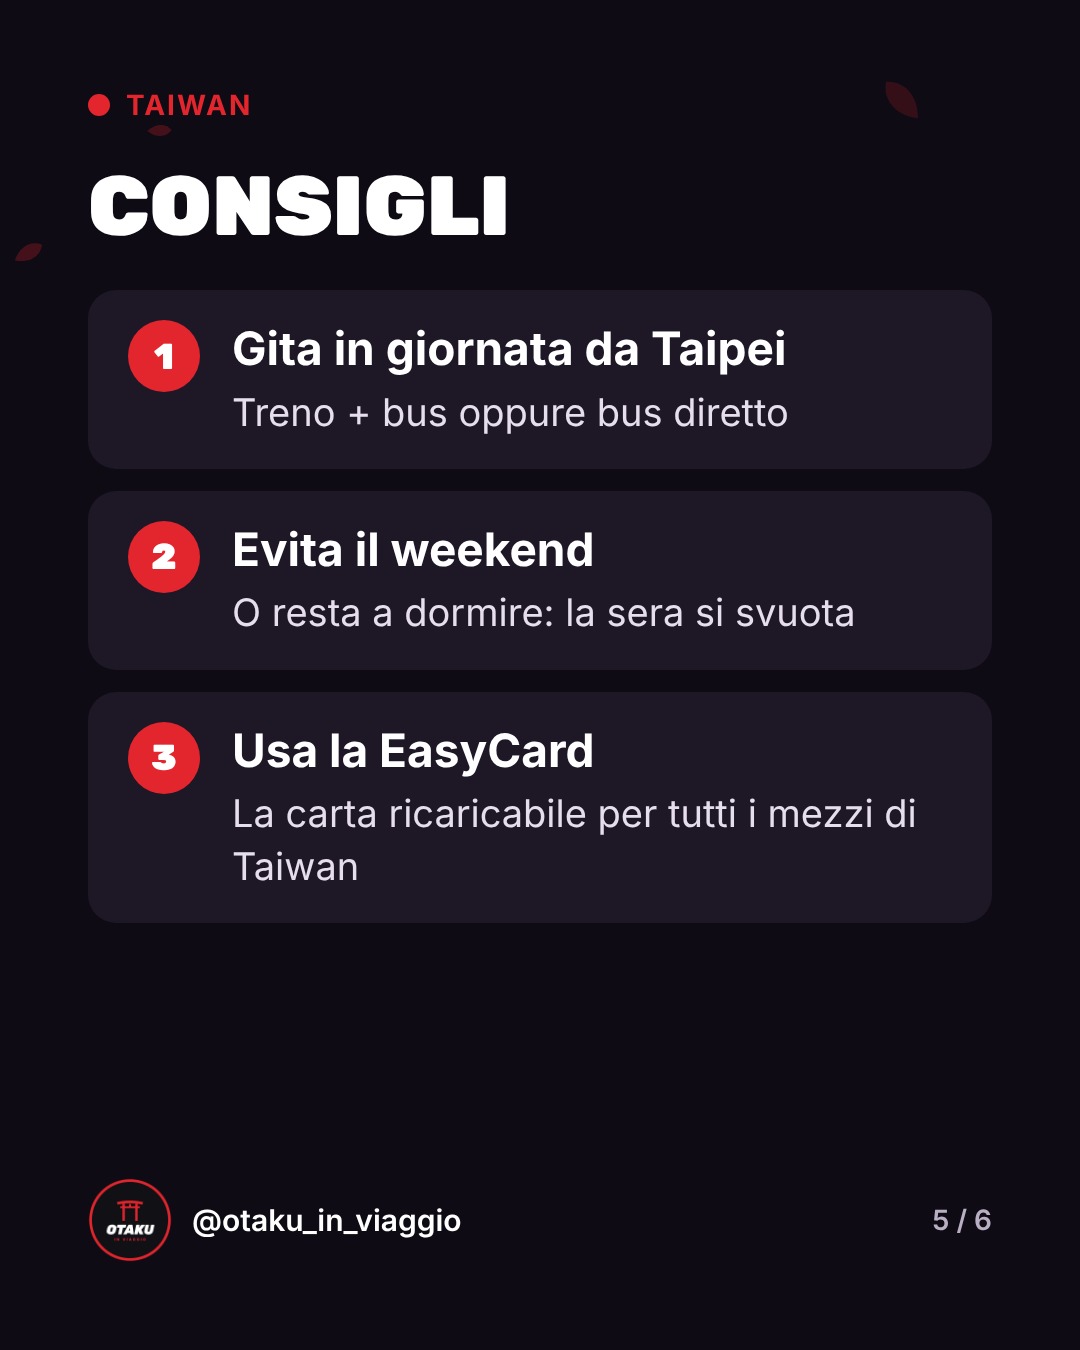 TAIWAN
CONSIGLI
1
Gita in giornata da Taipei
Treno + bus oppure bus diretto
2
Evita il weekend
O resta a dormire: la sera si svuota
3
Usa la EasyCard
La carta ricaricabile per tutti i mezzi di
Taiwan
OTAKU
IN VIAGGIO
@otaku_in_viaggio
5 / 6